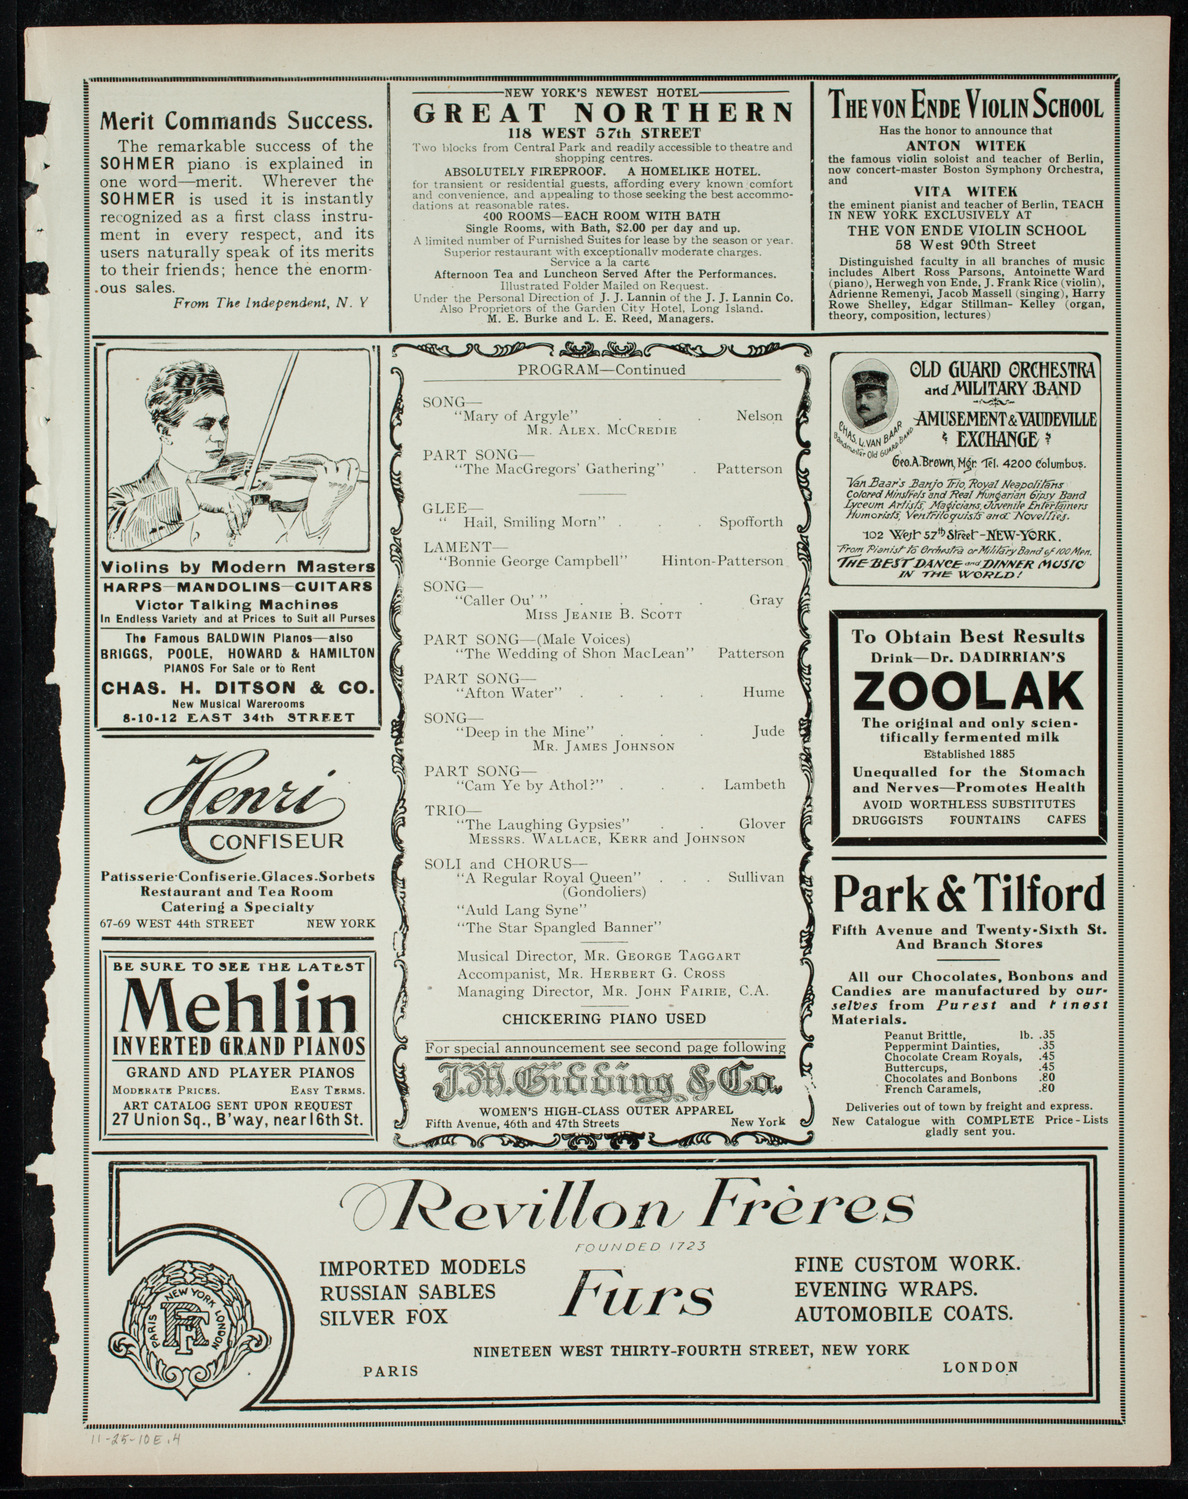 Merit Commands Success.
The remarkable success of the
SOHMER piano is explained in
one word—merit. Wherever the
SOHMER is used it is instantly
recognized as a first class instru-
ment in every respect, and its
users naturally speak of its merits
to their friends; hence the enorm-
ous sales.
From The Independent, N. Y
NEW YORK'S NEWEST HOTEL
GREAT NORTHERN
118 WEST 57th STREET
Two blocks from Central Park and readily accessible to theatre and
shopping centres.
ABSOLUTELY FIREPROOF. A HOMELIKE HOTEL.
for transient or residential guests, affording every known comfort
and convenience, and appealing to those seeking the best accommo-
dations at reasonable rates.
400 ROOMS—EACH ROOM WITH BATH
Single Rooms, with Bath, $2.00 per day and up.
A limited number of Furnished Suites for lease by the season or year.
Superior restaurant with exceptionally moderate charges.
Service a la carte
Afternoon Tea and Luncheon Served After the Performances.
Illustrated Folder Mailed on Request.
Under the Personal Direction of J. J. Lannin of the J. J. Lannin Co.
Also Proprietors of the Garden City Hotel, Long Island.
M. E. Burke and L. E. Reed, Managers.
THE VON ENDE VIOLIN SCHOOL
Has the honor to announce that
ANTON WITEK
the famous violin soloist and teacher of Berlin,
now concert-master Boston Symphony Orchestra,
and
VITA WITEK
the eminent pianist and teacher of Berlin, TEACH
IN NEW YORK EXCLUSIVELY AT
THE VON ENDE VIOLIN SCHOOL
58 West 90th Street
Distinguished faculty in all branches of music
includes Albert Ross Parsons, Antoinette Ward
(piano), Herwegh von Ende, J. Frank Rice (violin),
Adrienne Remenyi, Jacob Massell (singing), Harry
Rowe Shelley, Edgar Stillman-Kelley (organ,
theory, composition, lectures)
Violins by Modern Masters
HARPS—MANDOLINS—GUITARS
Victor Talking Machines
In Endless Variety and at Prices to Suit all Purses
The Famous BALDWIN Pianos—also
BRIGGS, POOLE, HOWARD & HAMILTON
PIANOS For Sale or to Rent
CHAS. H. DITSON & CO.
New Musical Warerooms
8-10-12 EAST 34th STREET
Henri
CONFISEUR
Patisserie.Confiserie.Glaces.Sorbets
Restaurant and Tea Room
Catering a Specialty
67-69 WEST 44th STREET NEW YORK
BE SURE TO SEE THE LATEST
Mehlin
INVERTED GRAND PIANOS
GRAND AND PLAYER PIANOS
MODERATE PRICES. EASY TERMS.
ART CATALOG SENT UPON REQUEST
27 Union Sq., B'way, near 16th St.
PROGRAM—Continued
SONG—
"Mary of Argyle" . . . Nelson
MR. ALEX. MCCREDIE
PART SONG—
"The MacGregors' Gathering" . Patterson
GLEE—
" Hail, Smiling Morn" . . . Spofforth
LAMENT—
"Bonnie George Campbell" Hinton-Patterson
SONG—
"Caller Ou' " . . . . Gray
MISS JEANIE B. SCOTT
PART SONG—(Male Voices)
"The Wedding of Shon MacLean" Patterson
PART SONG—
"Afton Water" . . . . Hume
SONG—
"Deep in the Mine" . . . Jude
MR. JAMES JOHNSON
PART SONG—
"Cam Ye by Athol?" . . . Lambeth
TRIO—
"The Laughing Gypsies" . . Glover
MESSRS. WALLACE, KERR and JOHNSON
SOLI and CHORUS—
"A Regular Royal Queen" . . . Sullivan
(Gondoliers)
"Auld Lang Syne"
"The Star Spangled Banner"
Musical Director, MR. GEORGE TAGGART
Accompanist, MR. HERBERT G. CROSS
Managing Director, MR. JOHN FAIRIE, C.A.
CHICKERING PIANO USED
For special announcement see second page following
J.M. Gidding & Co.
WOMEN'S HIGH-CLASS OUTER APPAREL
Fifth Avenue, 46th and 47th Streets New York
OLD GUARD ORCHESTRA
and MILITARY BAND
AMUSEMENT & VAUDEVILLE
EXCHANGE
CHAS. L. VAN BAAR
Bandmaster Old GUARD BAND
Geo. A. Brown, Mgr. Tel. 4200 Columbus.
Van Baar's Banjo Trio, Royal Neapolitans
Colored Minstrels and Real Hungarian Gipsy Band
Lyceum Artists, Magicians, Juvenile Entertainers
Humorists, Ventriloquists and Novelties.
102 West 57th Street-NEW-YORK.
From Pianist to Orchestra or Military Band of 100 Men.
THE BEST DANCE and DINNER MUSIC
IN THE WORLD!
To Obtain Best Results
Drink—Dr. DADIRRIAN'S
ZOOLAK
The original and only scien-
tifically fermented milk
Established 1885
Unequalled for the Stomach
and Nerves—Promotes Health
AVOID WORTHLESS SUBSTITUTES
DRUGGISTS FOUNTAINS CAFES
Park & Tilford
Fifth Avenue and Twenty-Sixth St.
And Branch Stores
All our Chocolates, Bonbons and
Candies are manufactured by our-
selves from Purest and Finest
Materials.
Peanut Brittle, lb. .35
Peppermint Dainties, .35
Chocolate Cream Royals, .45
Buttercups, .45
Chocolates and Bonbons .80
French Caramels, .80
Deliveries out of town by freight and express.
New Catalogue with COMPLETE Price-Lists
gladly sent you.
Revillon Frères
FOUNDED 1723
Furs
IMPORTED MODELS
RUSSIAN SABLES
SILVER FOX
FINE CUSTOM WORK.
EVENING WRAPS.
AUTOMOBILE COATS.
NINETEEN WEST THIRTY-FOURTH STREET, NEW YORK
PARIS LONDON
PARIS NEW YORK LONDON
RF
11-25-10E.4